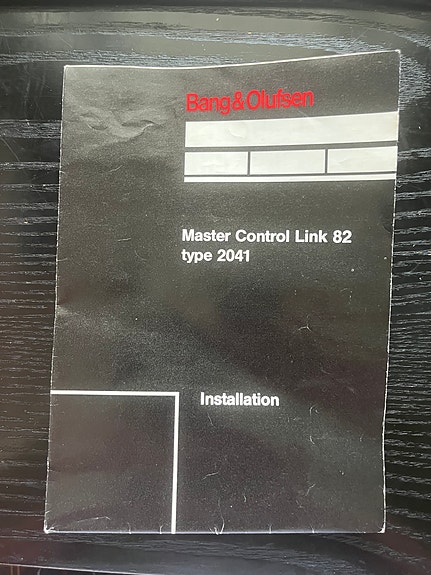 Bang & Olufsen
Master Control Link 82
type 2041
Installation